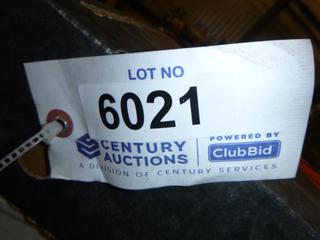 LOT NO
6021
CENTURY AUCTIONS
POWERED BY
ClubBid
A DIVISION OF CENTURY SERVICES